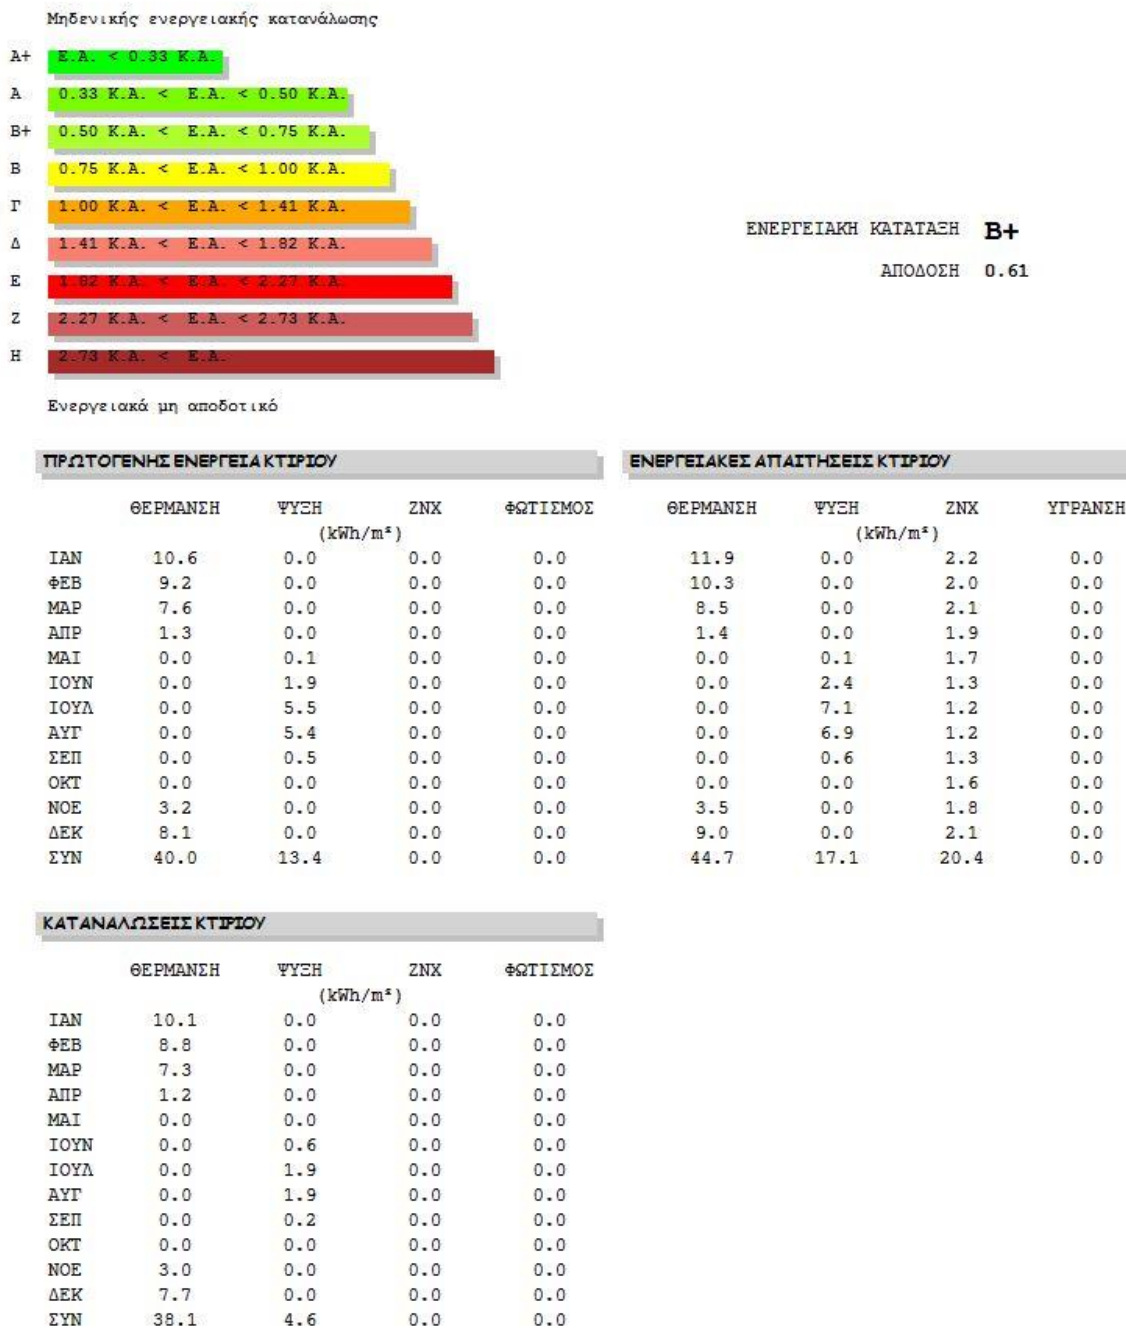 Μηδενικής ενεργειακής κατανάλωσης
Α+ Ε.Α. < 0.33 Κ.Α.
Α 0.33 Κ.Α. < Ε.Α. < 0.50 Κ.Α.
Β+ 0.50 Κ.Α. < Ε.Α. < 0.75 Κ.Α.
Β 0.75 Κ.Α. < Ε.Α. < 1.00 Κ.Α.
Γ 1.00 Κ.Α. < Ε.Α. < 1.41 Κ.Α.
Δ 1.41 Κ.Α. < Ε.Α. < 1.82 Κ.Α.
Ε 1.82 Κ.Α. < Ε.Α. < 2.27 Κ.Α.
Ζ 2.27 Κ.Α. < Ε.Α. < 2.73 Κ.Α.
Η 2.73 Κ.Α. < Ε.Α.
Ενεργειακά μη αποδοτικό
ΕΝΕΡΓΕΙΑΚΗ ΚΑΤΑΤΑΞΗ Β+
ΑΠΟΔΟΣΗ 0.61
ΠΡΩΤΟΓΕΝΗΣ ΕΝΕΡΓΕΙΑ ΚΤΙΡΙΟΥ
ΘΕΡΜΑΝΣΗ ΨΥΞΗ ΖΝΧ ΦΩΤΙΣΜΟΣ
(kWh/m²)
ΙΑΝ 10.6 0.0 0.0 0.0
ΦΕΒ 9.2 0.0 0.0 0.0
ΜΑΡ 7.6 0.0 0.0 0.0
ΑΠΡ 1.3 0.0 0.0 0.0
ΜΑΙ 0.0 0.1 0.0 0.0
ΙΟΥΝ 0.0 1.9 0.0 0.0
ΙΟΥΛ 0.0 5.5 0.0 0.0
ΑΥΓ 0.0 5.4 0.0 0.0
ΣΕΠ 0.0 0.5 0.0 0.0
ΟΚΤ 0.0 0.0 0.0 0.0
ΝΟΕ 3.2 0.0 0.0 0.0
ΔΕΚ 8.1 0.0 0.0 0.0
ΣΥΝ 40.0 13.4 0.0 0.0
ΕΝΕΡΓΕΙΑΚΕΣ ΑΠΑΙΤΗΣΕΙΣ ΚΤΙΡΙΟΥ
ΘΕΡΜΑΝΣΗ ΨΥΞΗ ΖΝΧ ΥΓΡΑΝΣΗ
(kWh/m²)
11.9 0.0 2.2 0.0
10.3 0.0 2.0 0.0
8.5 0.0 2.1 0.0
1.4 0.0 1.9 0.0
0.0 0.1 1.7 0.0
0.0 2.4 1.3 0.0
0.0 7.1 1.2 0.0
0.0 6.9 1.2 0.0
0.0 0.6 1.3 0.0
0.0 0.0 1.6 0.0
3.5 0.0 1.8 0.0
9.0 0.0 2.1 0.0
44.7 17.1 20.4 0.0
ΚΑΤΑΝΑΛΩΣΕΙΣ ΚΤΙΡΙΟΥ
ΘΕΡΜΑΝΣΗ ΨΥΞΗ ΖΝΧ ΦΩΤΙΣΜΟΣ
(kWh/m²)
ΙΑΝ 10.1 0.0 0.0 0.0
ΦΕΒ 8.8 0.0 0.0 0.0
ΜΑΡ 7.3 0.0 0.0 0.0
ΑΠΡ 1.2 0.0 0.0 0.0
ΜΑΙ 0.0 0.0 0.0 0.0
ΙΟΥΝ 0.0 0.6 0.0 0.0
ΙΟΥΛ 0.0 1.9 0.0 0.0
ΑΥΓ 0.0 1.9 0.0 0.0
ΣΕΠ 0.0 0.2 0.0 0.0
ΟΚΤ 0.0 0.0 0.0 0.0
ΝΟΕ 3.0 0.0 0.0 0.0
ΔΕΚ 7.7 0.0 0.0 0.0
ΣΥΝ 38.1 4.6 0.0 0.0